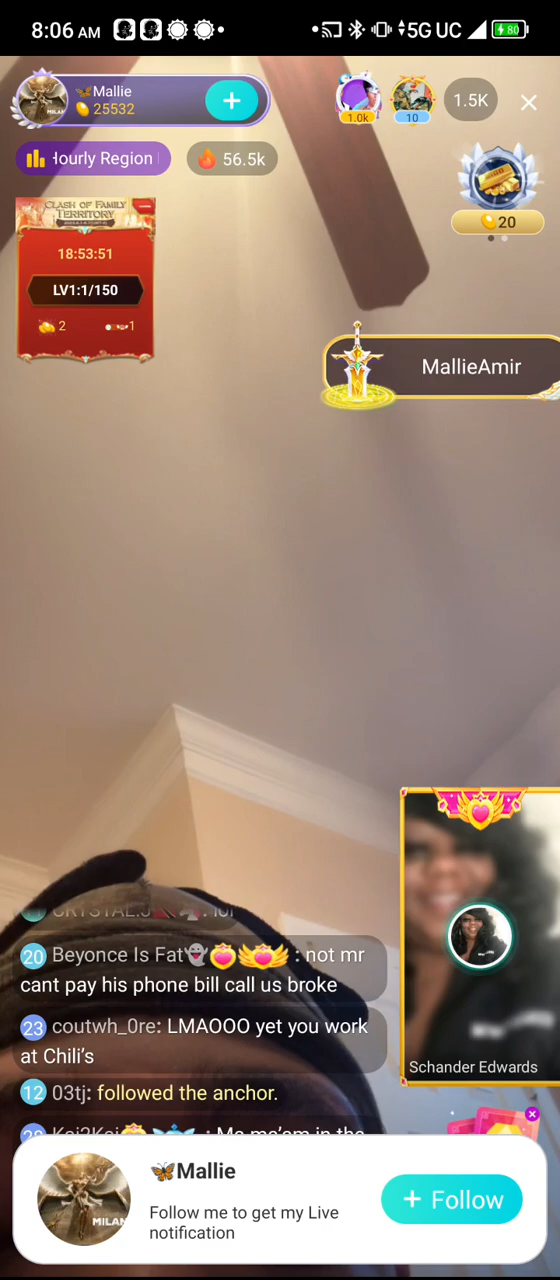 8:06 AM
5G UC
80
Mallie
25532
+
1.0k
10
1.5K
Hourly Region
56.5k
20
CLASH OF FAMILY
TERRITORY
18:53:51
LV1:1/150
2
1
MallieAmir
20 Beyonce Is Fat👻 : not mr
cant pay his phone bill call us broke
23 coutwh_0re: LMAOOO yet you work
at Chili's
12 03tj: followed the anchor.
Schander Edwards
🦋Mallie
Follow me to get my Live
notification
+ Follow
MILAN